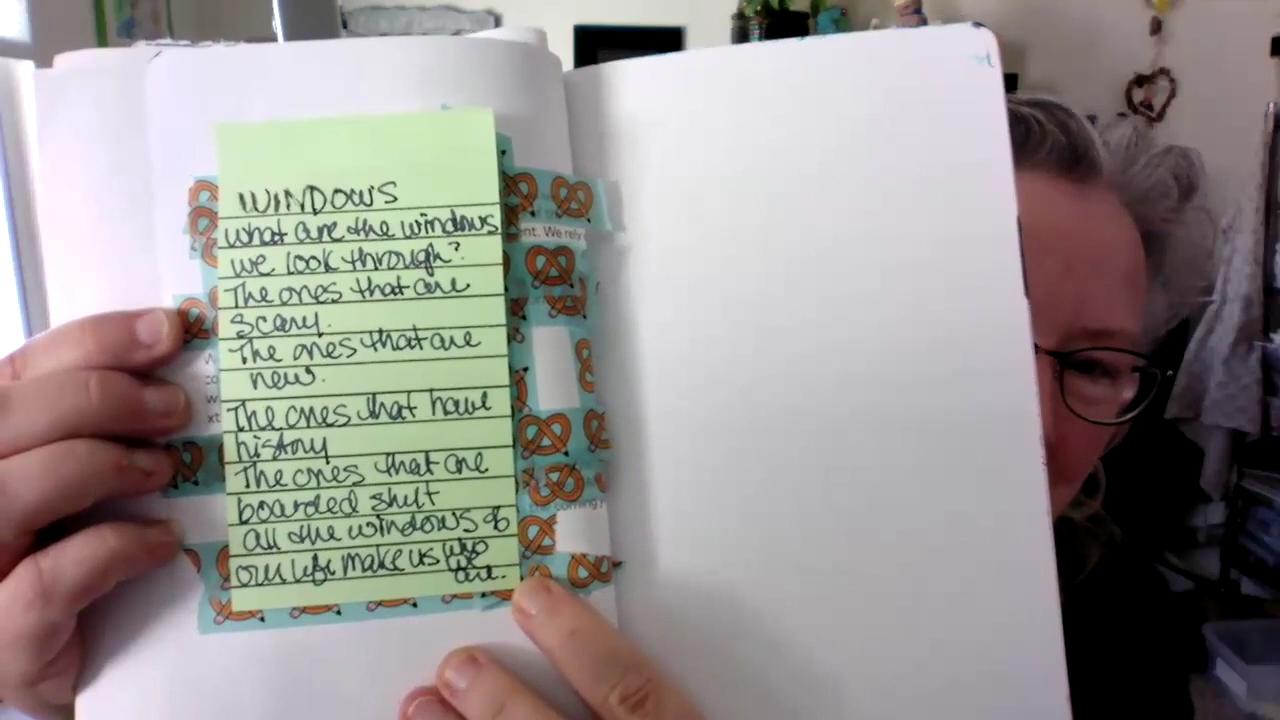 WINDOWS
what are the windows
we look through?
The ones that are
scary.
The ones that are
new.
The ones that have
history
The ones that are
boarded shut
all the windows of
our life make us who
we
are.
ent. We rely